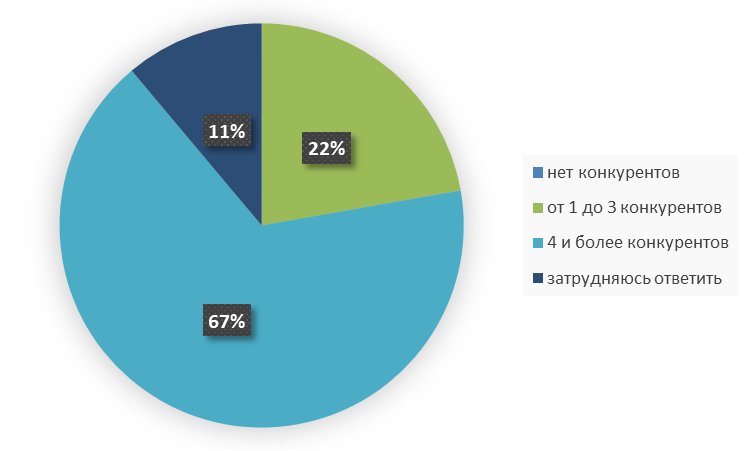 11%
22%
67%
нет конкурентов
от 1 до 3 конкурентов
4 и более конкурентов
затрудняюсь ответить